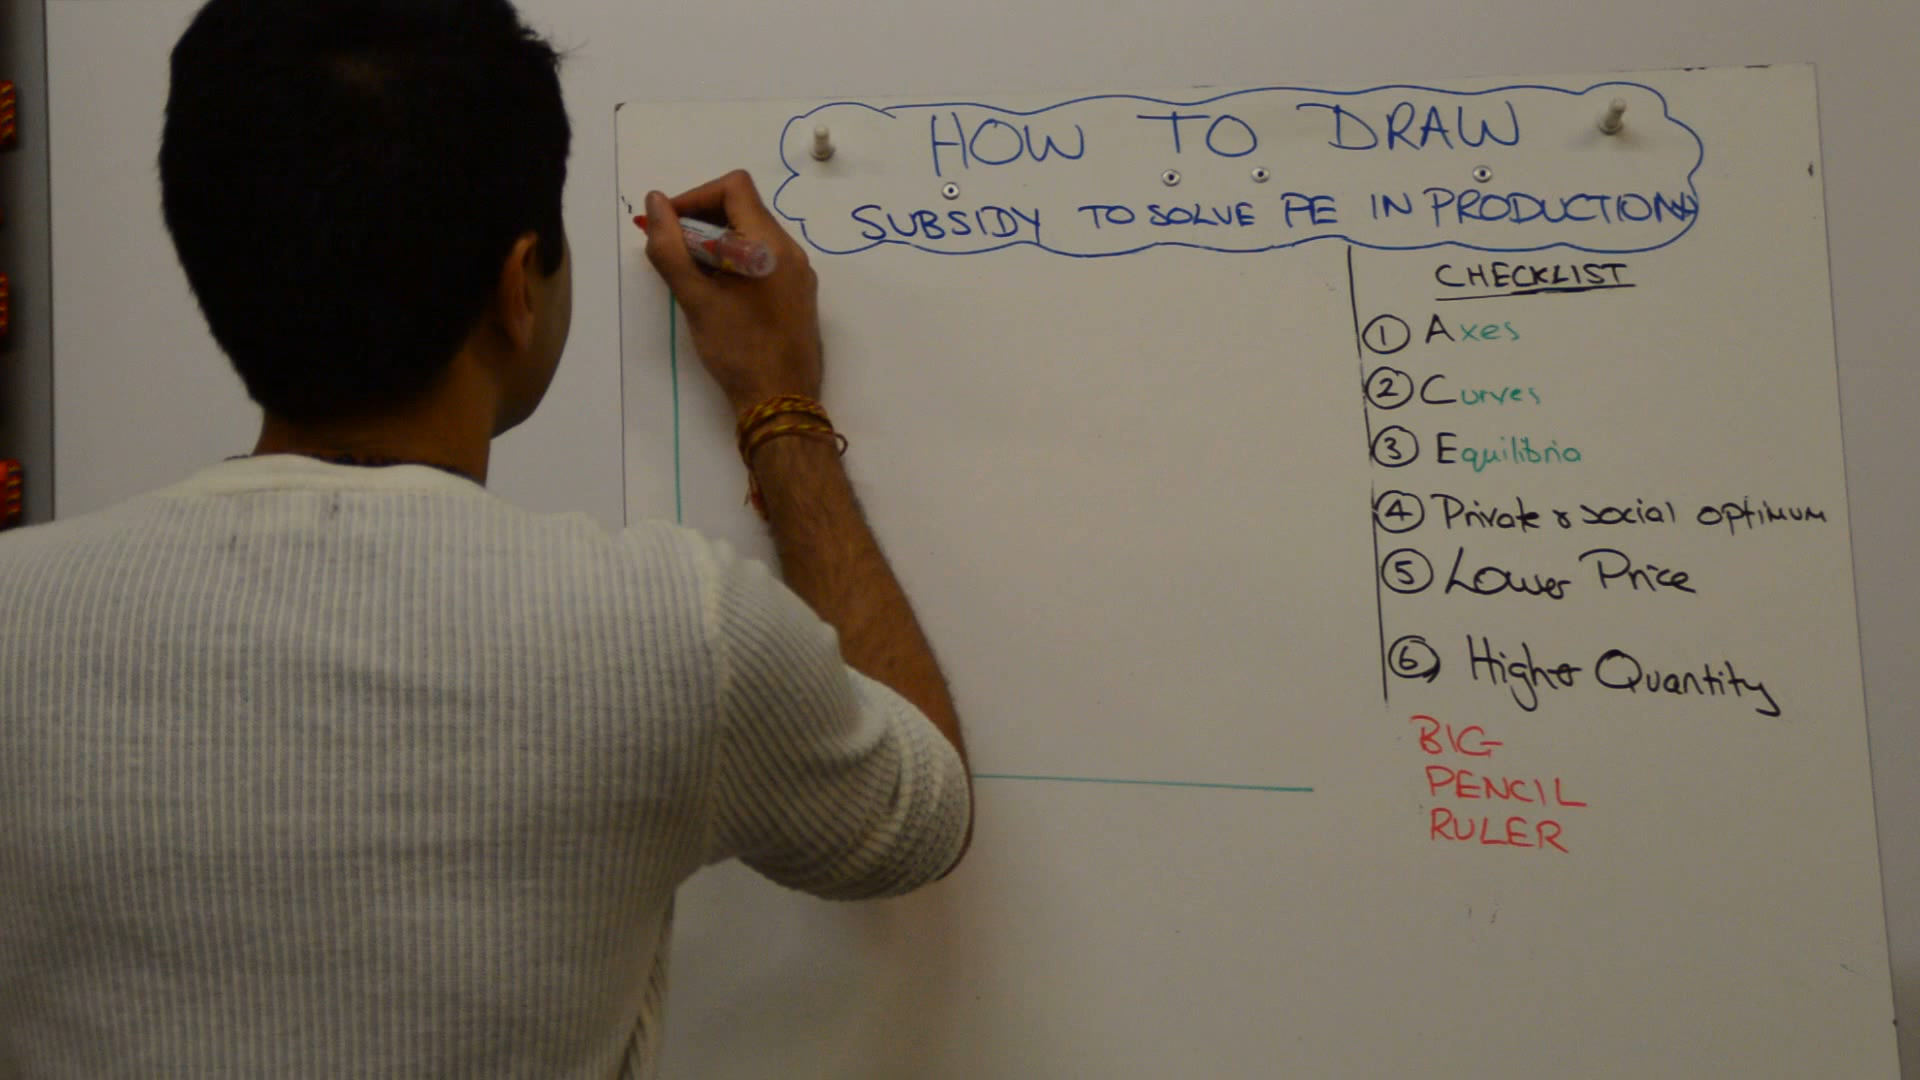 HOW TO DRAW
SUBSIDY TO SOLVE PE IN PRODUCTION
CHECKLIST
1 Axes
2 Curves
3 Equilibria
4 Private & social optimum
5 Lower Price
6 Higher Quantity
BIG
PENCIL
RULER